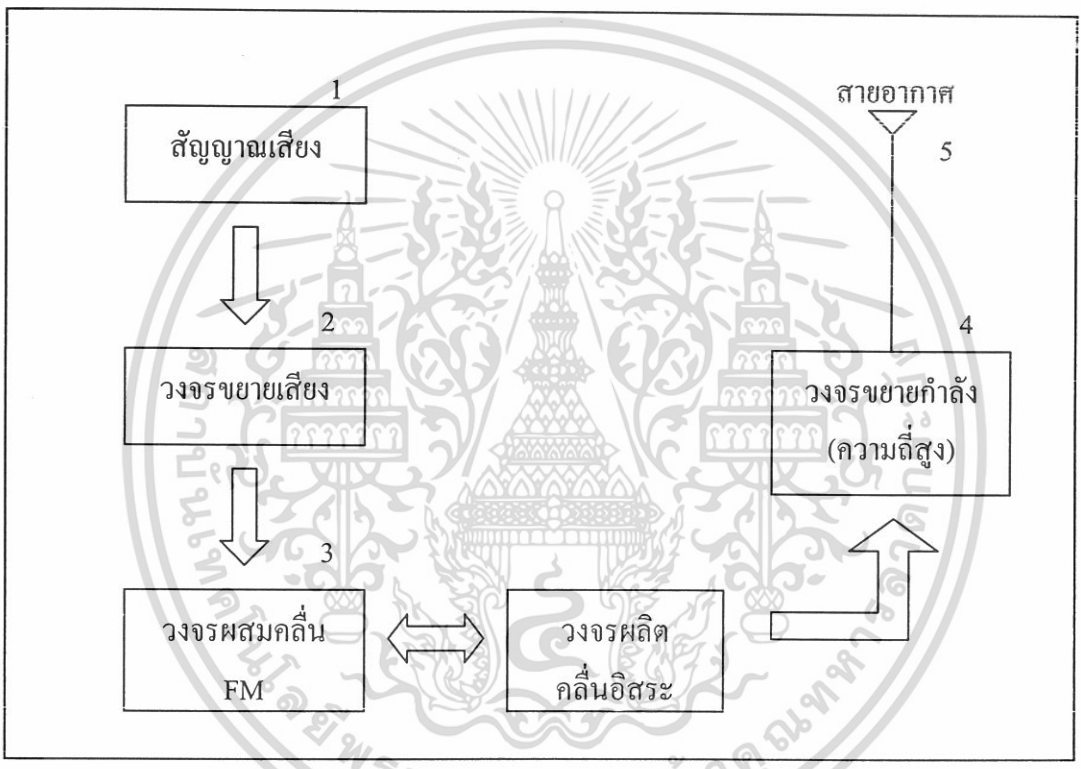 1
สัญญาณเสียง
2
วงจรขยายเสียง
3
วงจรผสมคลื่น
FM
วงจรผลิต
คลื่นอิสระ
4
วงจรขยายกำลัง
(ความถี่สูง)
สายอากาศ
5